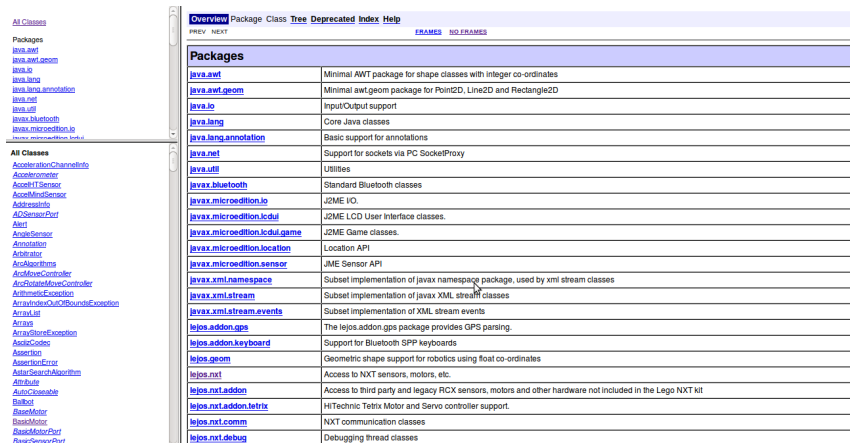 All Classes
Packages
java.awt
java.awt.geom
java.io
java.lang
java.lang.annotation
java.net
java.util
javax.bluetooth
javax.microedition.io
javax.microedition.lcdui
All Classes
AccelerationChannelInfo
Accelerometer
AccelHTSensor
AccelMindSensor
AddressInfo
ADSensorPort
Alert
AngleSensor
Annotation
Arbitrator
ArcAlgorithms
ArcMoveController
ArcRotateMoveController
ArithmeticException
ArrayIndexOutOfBoundsException
ArrayList
Arrays
ArrayStoreException
AsciizCodec
Assertion
AssertionError
AstarSearchAlgorithm
Attribute
AutoCloseable
Ballbot
BaseMotor
BasicMotor
BasicMotorPort
BasicSensorPort
Overview Package Class Tree Deprecated Index Help
PREV NEXT FRAMES NO FRAMES
Packages
java.awt Minimal AWT package for shape classes with integer co-ordinates
java.awt.geom Minimal awt.geom package for Point2D, Line2D and Rectangle2D
java.io Input/Output support
java.lang Core Java classes
java.lang.annotation Basic support for annotations
java.net Support for sockets via PC SocketProxy
java.util Utilities
javax.bluetooth Standard Bluetooth classes
javax.microedition.io J2ME I/O.
javax.microedition.lcdui J2ME LCD User Interface classes.
javax.microedition.lcdui.game J2ME Game classes.
javax.microedition.location Location API
javax.microedition.sensor JME Sensor API
javax.xml.namespace Subset implementation of javax namespace package, used by xml stream classes
javax.xml.stream Subset implementation of javax XML stream classes
javax.xml.stream.events Subset implementation of XML stream events
lejos.addon.gps The lejos.addon.gps package provides GPS parsing.
lejos.addon.keyboard Support for Bluetooth SPP keyboards
lejos.geom Geometric shape support for robotics using float co-ordinates
lejos.nxt Access to NXT sensors, motors, etc.
lejos.nxt.addon Access to third party and legacy RCX sensors, motors and other hardware not included in the Lego NXT kit
lejos.nxt.addon.tetrix HiTechnic Tetrix Motor and Servo controller support.
lejos.nxt.comm NXT communication classes
lejos.nxt.debug Debugging thread classes